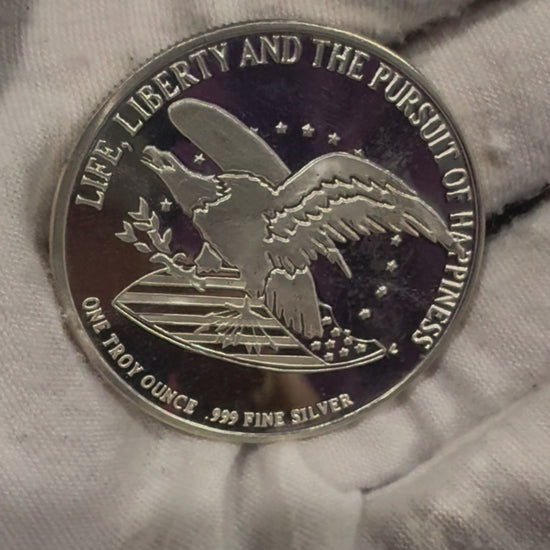 LIFE, LIBERTY AND THE PURSUIT OF HAPPINESS
ONE TROY OUNCE .999 FINE SILVER